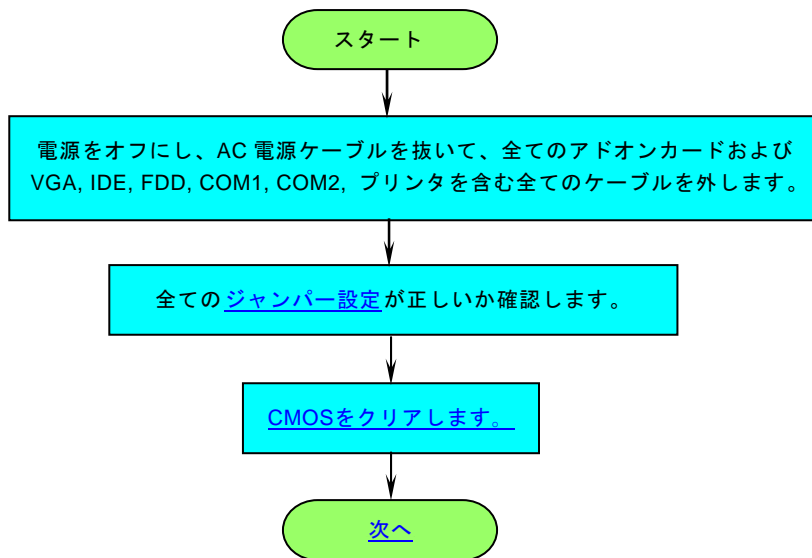 スタート
電源をオフにし、AC 電源ケーブルを抜いて、全てのアドオンカードおよび
VGA, IDE, FDD, COM1, COM2, プリンタを含む全てのケーブルを外します。
全てのジャンパー設定が正しいか確認します。
CMOSをクリアします。
次へ